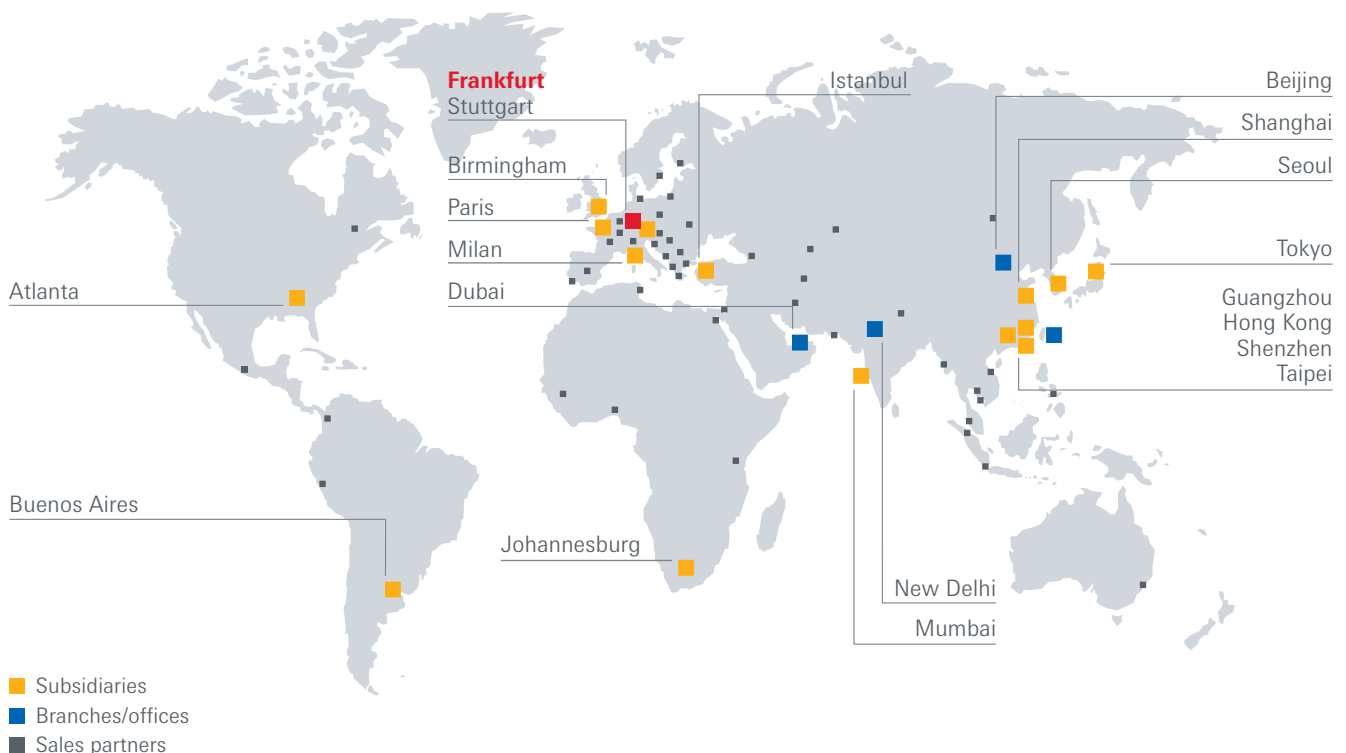 Frankfurt
Stuttgart
Istanbul
Beijing
Shanghai
Seoul
Birmingham
Paris
Milan
Tokyo
Atlanta
Dubai
Guangzhou
Hong Kong
Shenzhen
Taipei
Buenos Aires
Johannesburg
New Delhi
Mumbai
Subsidiaries
Branches/offices
Sales partners